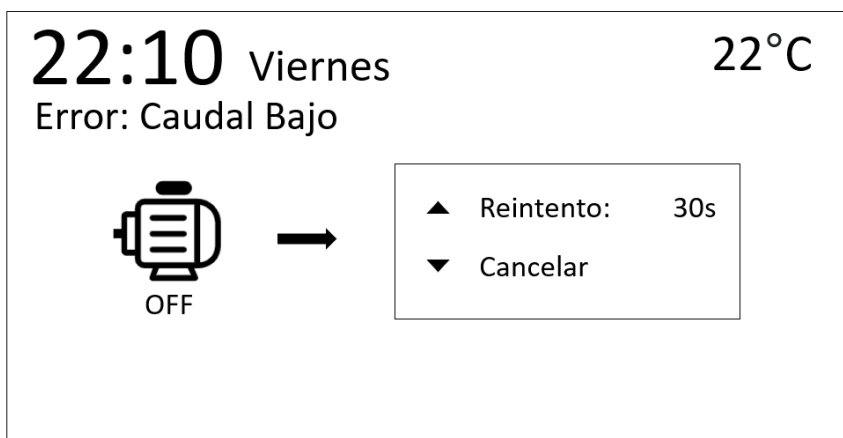 22:10 Viernes 22°C
Error: Caudal Bajo
▲ Reintento: 30s
▼ Cancelar
OFF